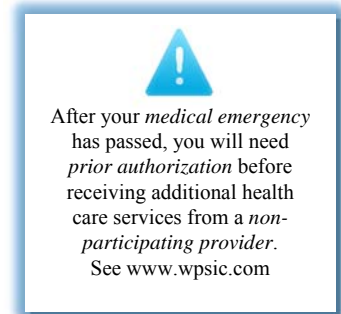 After your medical emergency
has passed, you will need
prior authorization before
receiving additional health
care services from a non-
participating provider.
See www.wpsic.com